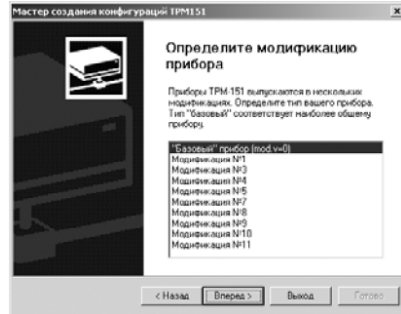 Мастер создания конфигураций ТРМ151
Определите модификацию
прибора
Приборы ТРМ-151 выпускаются в нескольких
модификациях. Определите тип вашего прибора.
Тип "базовый" соответствует наиболее общему
прибору.
"Базовый" прибор (mod.v=0)
Модификация №1
Модификация №3
Модификация №4
Модификация №5
Модификация №7
Модификация №8
Модификация №9
Модификация №10
Модификация №11
< Назад Вперед > Выход Готово